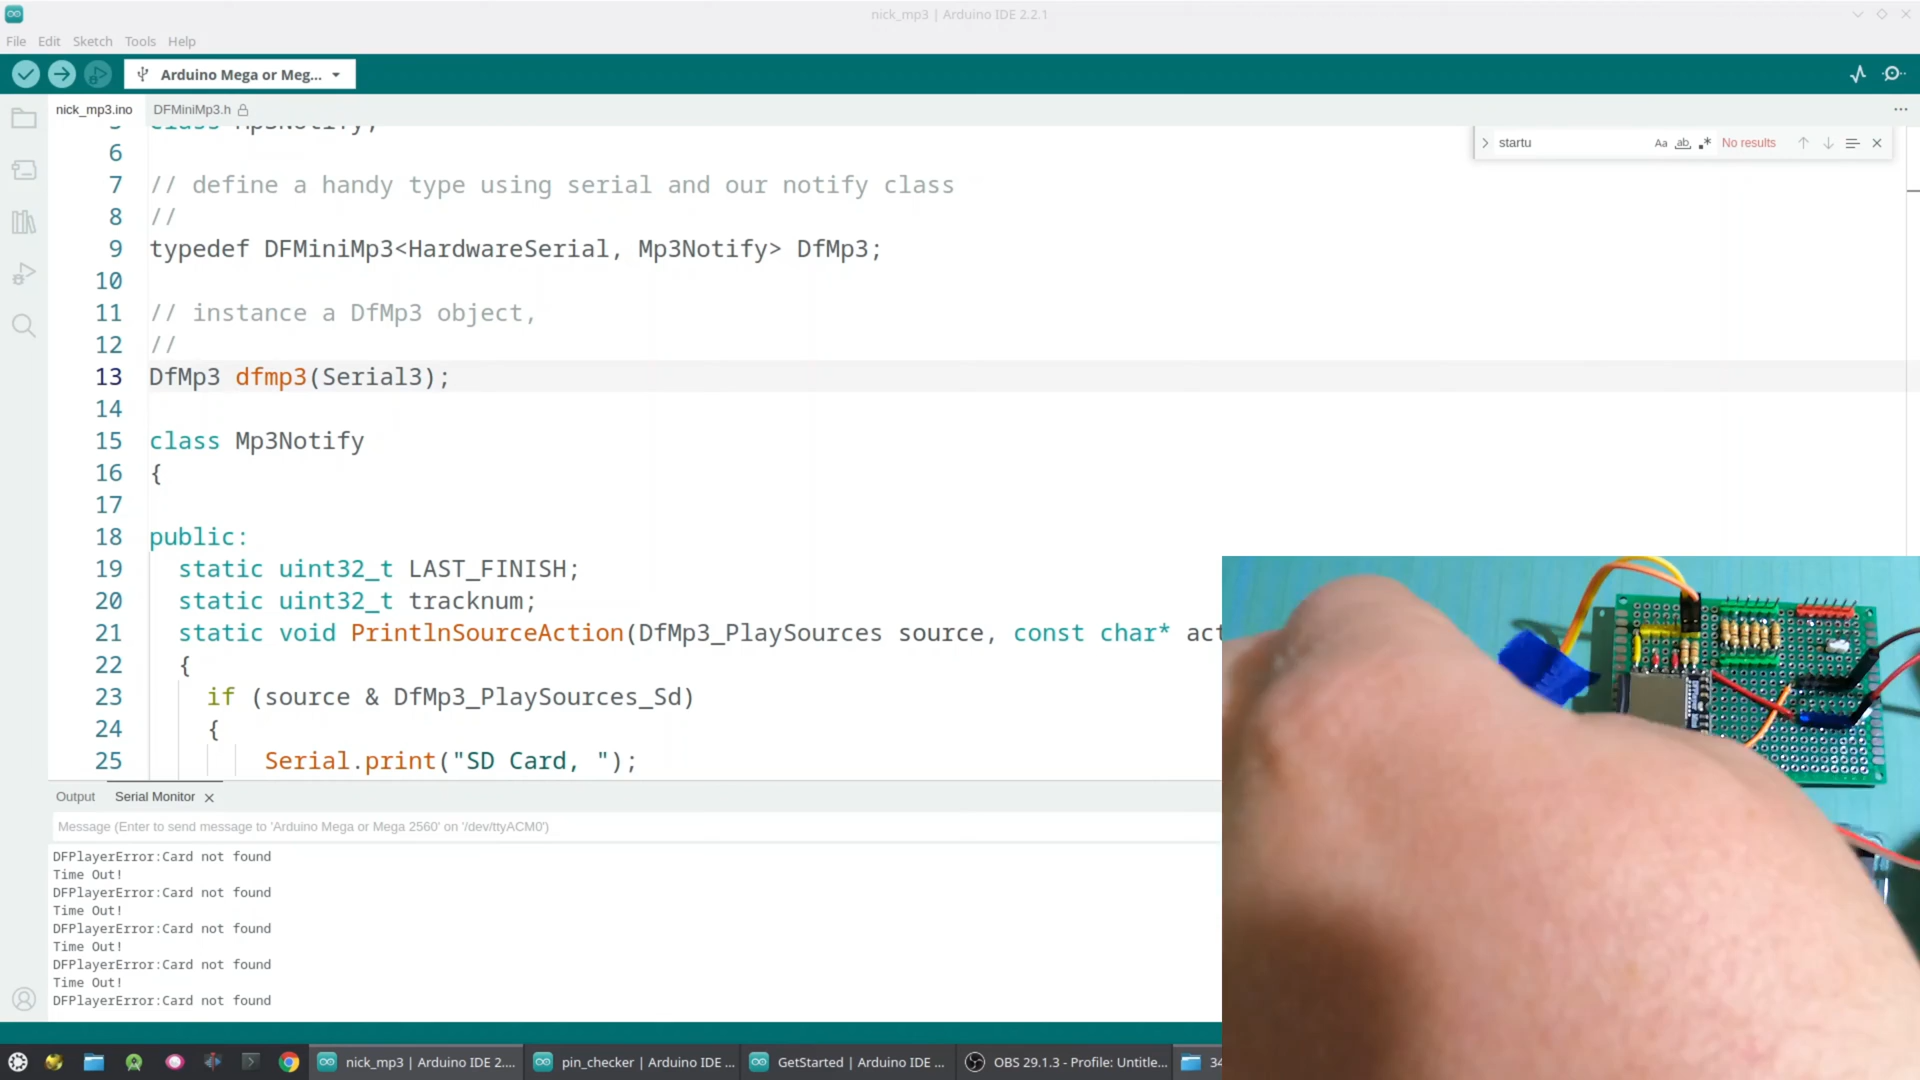 nick_mp3 | Arduino IDE 2.2.1
File Edit Sketch Tools Help
Arduino Mega or Meg...
nick_mp3.ino DFMiniMp3.h
startu Aa ab No results
class Mp3Notify;
6
7 // define a handy type using serial and our notify class
8 //
9 typedef DFMiniMp3<HardwareSerial, Mp3Notify> DfMp3;
10
11 // instance a DfMp3 object,
12 //
13 DfMp3 dfmp3(Serial3);
14
15 class Mp3Notify
16 {
17
18 public:
19 static uint32_t LAST_FINISH;
20 static uint32_t tracknum;
21 static void PrintlnSourceAction(DfMp3_PlaySources source, const char* act
22 {
23 if (source & DfMp3_PlaySources_Sd)
24 {
25 Serial.print("SD Card, ");
Output Serial Monitor
Message (Enter to send message to 'Arduino Mega or Mega 2560' on '/dev/ttyACM0')
DFPlayerError:Card not found
Time Out!
DFPlayerError:Card not found
Time Out!
DFPlayerError:Card not found
Time Out!
DFPlayerError:Card not found
Time Out!
DFPlayerError:Card not found
nick_mp3 | Arduino IDE 2.... pin_checker | Arduino IDE ... GetStarted | Arduino IDE ... OBS 29.1.3 - Profile: Untitle... 34